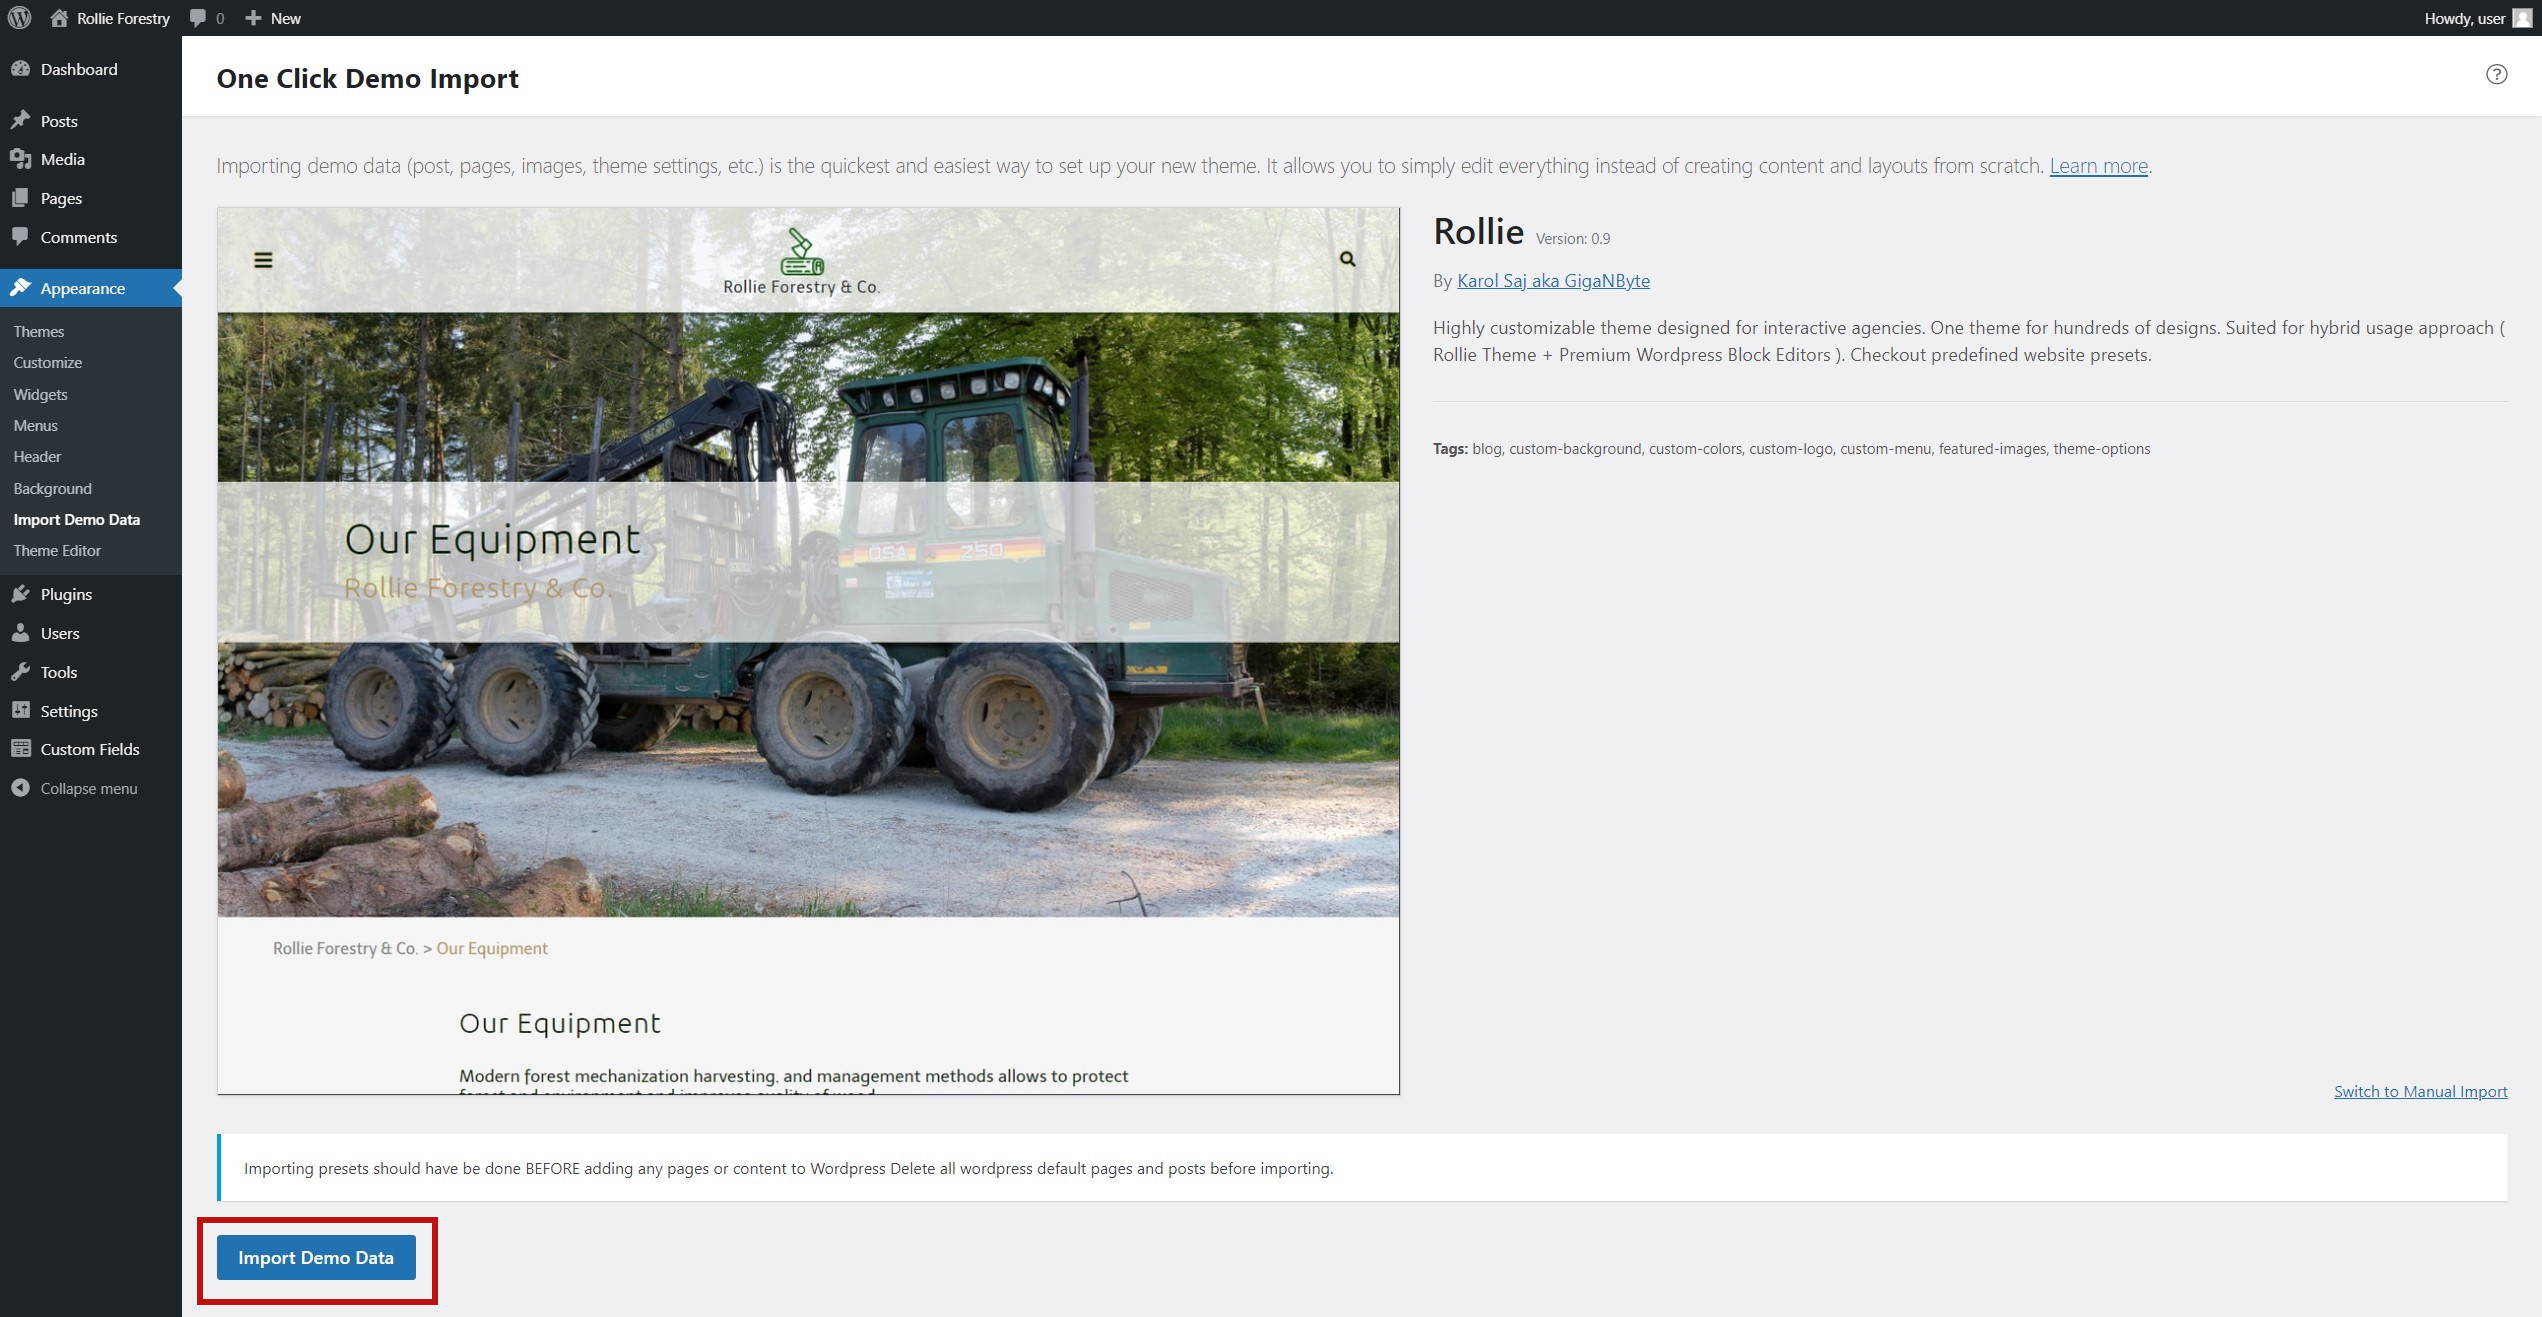 Rollie Forestry 0 New Howdy, user
Dashboard
Posts
Media
Pages
Comments
Appearance
Themes
Customize
Widgets
Menus
Header
Background
Import Demo Data
Theme Editor
Plugins
Users
Tools
Settings
Custom Fields
Collapse menu
One Click Demo Import
Importing demo data (post, pages, images, theme settings, etc.) is the quickest and easiest way to set up your new theme. It allows you to simply edit everything instead of creating content and layouts from scratch. Learn more.
Rollie Forestry & Co.
OSA 250
Our Equipment
Rollie Forestry & Co.
Rollie Forestry & Co. > Our Equipment
Our Equipment
Modern forest mechanization harvesting, and management methods allows to protect
forest and environment and improves quality of wood
Rollie Version: 0.9
By Karol Saj aka GigaNByte
Highly customizable theme designed for interactive agencies. One theme for hundreds of designs. Suited for hybrid usage approach (
Rollie Theme + Premium Wordpress Block Editors ). Checkout predefined website presets.
Tags: blog, custom-background, custom-colors, custom-logo, custom-menu, featured-images, theme-options
Switch to Manual Import
Importing presets should have be done BEFORE adding any pages or content to Wordpress Delete all wordpress default pages and posts before importing.
Import Demo Data